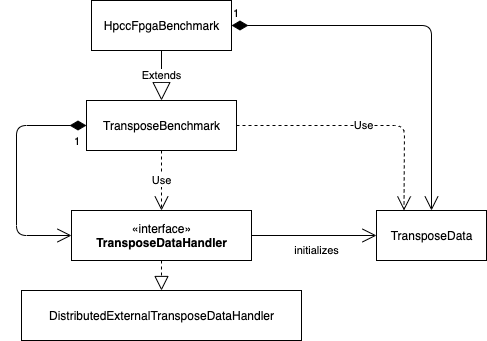 1
HpccFpgaBenchmark
Extends
TransposeBenchmark
1
Use
Use
«interface»
TransposeDataHandler
initializes
TransposeData
DistributedExternalTransposeDataHandler